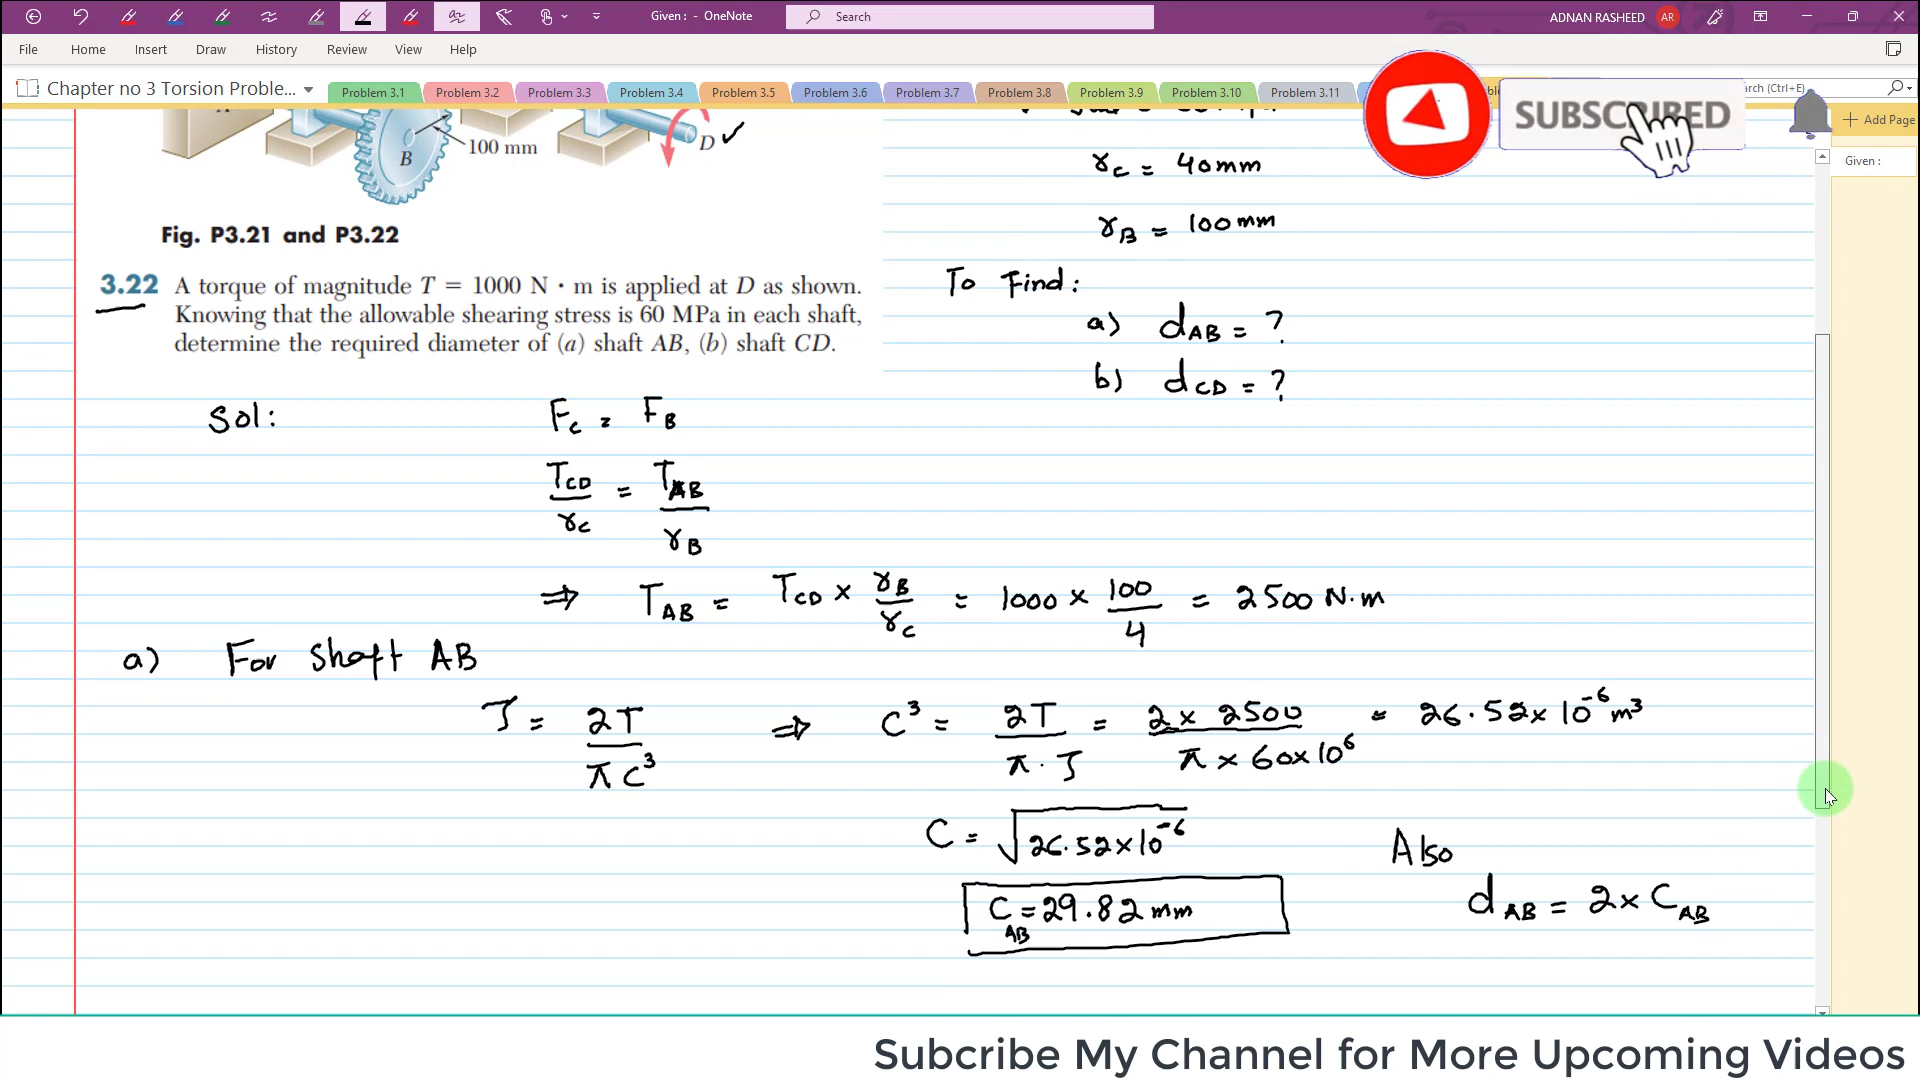 Given : - OneNote
Search
ADNAN RASHEED
AR
File Home Insert Draw History Review View Help
Chapter no 3 Torsion Proble...
Problem 3.1 Problem 3.2 Problem 3.3 Problem 3.4 Problem 3.5 Problem 3.6 Problem 3.7 Problem 3.8 Problem 3.9 Problem 3.10 Problem 3.11
(Ctrl+E)
SUBSCRIBED
Add Page
Given :
B
100 mm
D ✓
γC = 40mm
γB = 100mm
Fig. P3.21 and P3.22
3.22 A torque of magnitude T = 1000 N · m is applied at D as shown.
Knowing that the allowable shearing stress is 60 MPa in each shaft,
determine the required diameter of (a) shaft AB, (b) shaft CD.
To Find:
a) dAB = ?
b) dCD = ?
Sol: FC = FB
TCD/γC = TAB/γB
⇒ TAB = TCD × γB/γC = 1000 × 100/4 = 2500 N·m
a) For shaft AB
τ = 2T/πC³ ⇒ C³ = 2T/π·τ = 2 × 2500/π × 60×10⁶ = 26.52×10⁻⁶ m³
C = √26.52×10⁻⁶
CAB = 29.82 mm
Also
dAB = 2× CAB
Subcribe My Channel for More Upcoming Videos